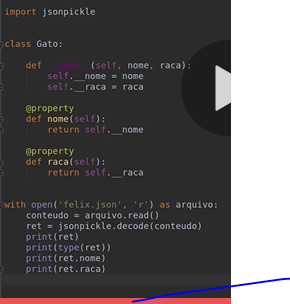 import jsonpickle
class Gato:
def __init__(self, nome, raca):
self.__nome = nome
self.__raca = raca
@property
def nome(self):
return self.__nome
@property
def raca(self):
return self.__raca
with open('felix.json', 'r') as arquivo:
conteudo = arquivo.read()
ret = jsonpickle.decode(conteudo)
print(ret)
print(type(ret))
print(ret.nome)
print(ret.raca)